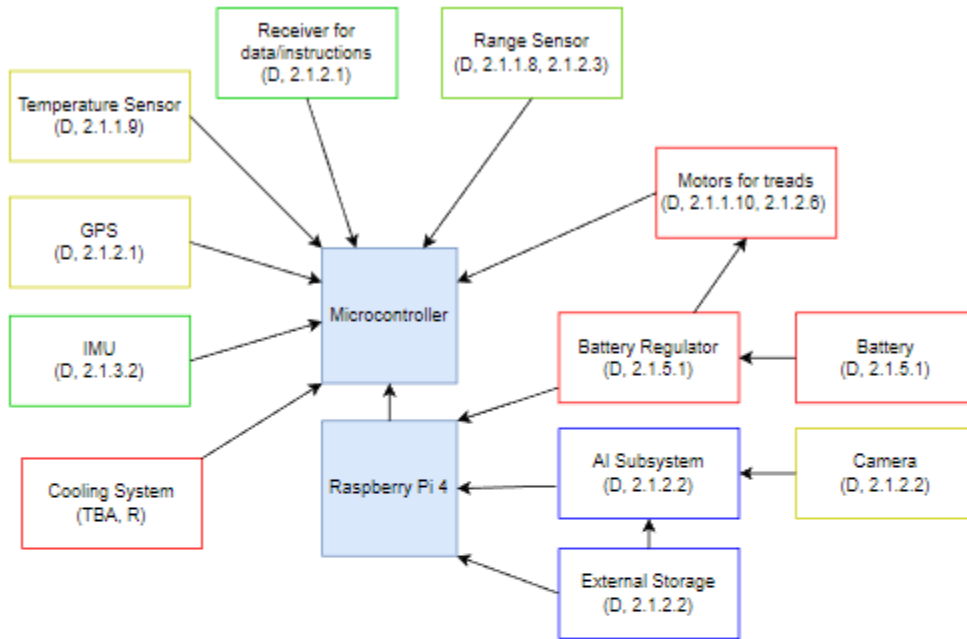 Receiver for
data/instructions
(D, 2.1.2.1)
Range Sensor
(D, 2.1.1.8, 2.1.2.3)
Temperature Sensor
(D, 2.1.1.9)
Motors for treads
(D, 2.1.1.10, 2.1.2.6)
GPS
(D, 2.1.2.1)
Microcontroller
IMU
(D, 2.1.3.2)
Battery Regulator
(D, 2.1.5.1)
Battery
(D, 2.1.5.1)
Cooling System
(TBA, R)
Raspberry Pi 4
AI Subsystem
(D, 2.1.2.2)
Camera
(D, 2.1.2.2)
External Storage
(D, 2.1.2.2)